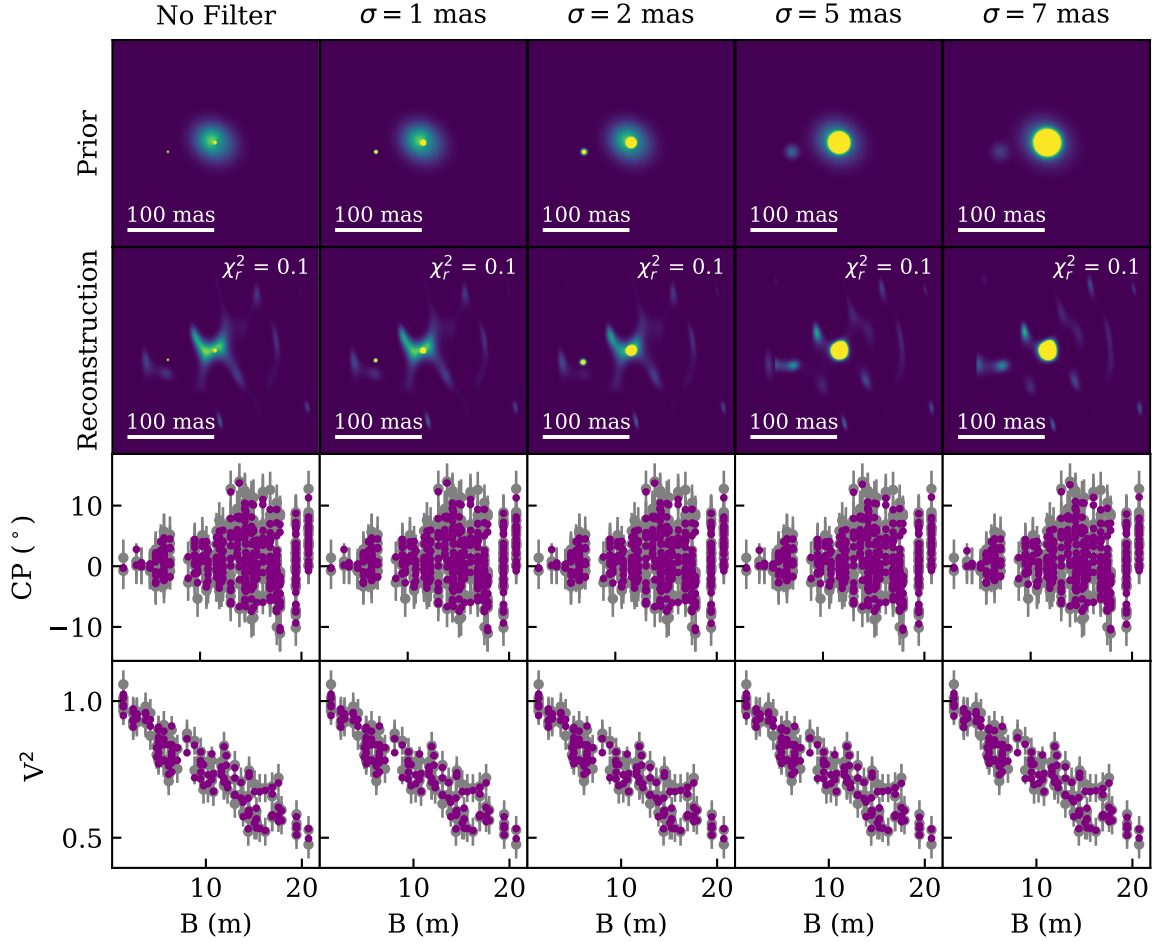 No Filter σ = 1 mas σ = 2 mas σ = 5 mas σ = 7 mas
Prior
100 mas 100 mas 100 mas 100 mas 100 mas
Reconstruction
χ²ᵣ = 0.1 χ²ᵣ = 0.1 χ²ᵣ = 0.1 χ²ᵣ = 0.1 χ²ᵣ = 0.1
100 mas 100 mas 100 mas 100 mas 100 mas
CP (°)
10
0
−10
V²
1.0
0.5
10 20 10 20 10 20 10 20 10 20
B (m) B (m) B (m) B (m) B (m)